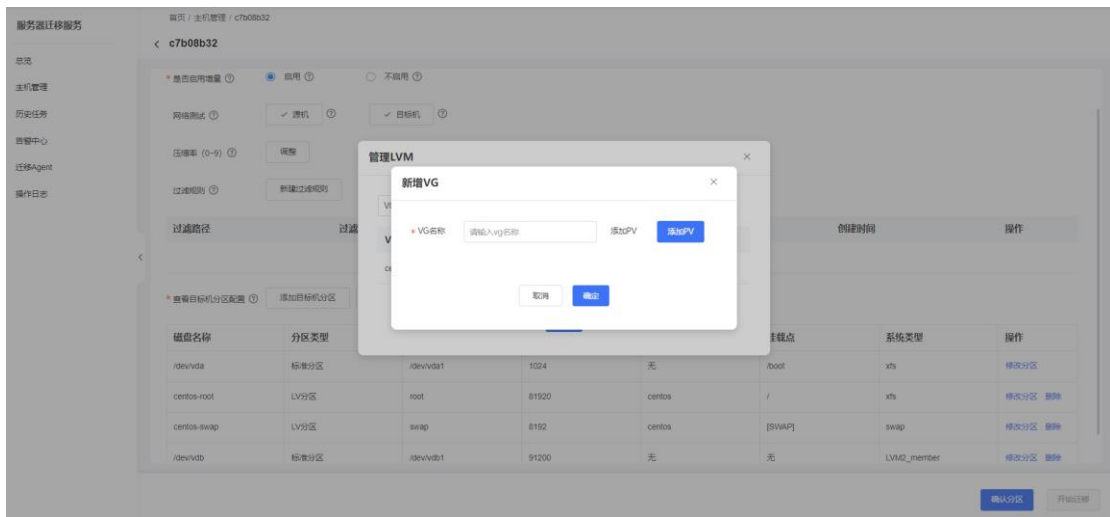 服务器迁移服务
首页 / 主机管理 / c7b08b32
c7b08b32
总览
主机管理
历史任务
告警中心
迁移Agent
操作日志
* 是否启用增量 启用 不启用
网络测试 源机 目标机
压缩率 (0~9) 调整
过滤规则 新建过滤规则
过滤路径 创建时间 操作
管理LVM
新增VG
* VG名称 请输入vg名称 添加PV 添加PV
取消 确定
* 查看目标机分区配置 添加目标机分区
磁盘名称 分区类型 挂载点 系统类型 操作
/dev/vda 标准分区 /dev/vda1 1024 无 /boot xfs 修改分区
centos-root LV分区 root 81920 centos / xfs 修改分区 删除
centos-swap LV分区 swap 8192 centos [SWAP] swap 修改分区 删除
/dev/vdb 标准分区 /dev/vdb1 91200 无 无 LVM2_member 修改分区 删除
确认分区 开始迁移